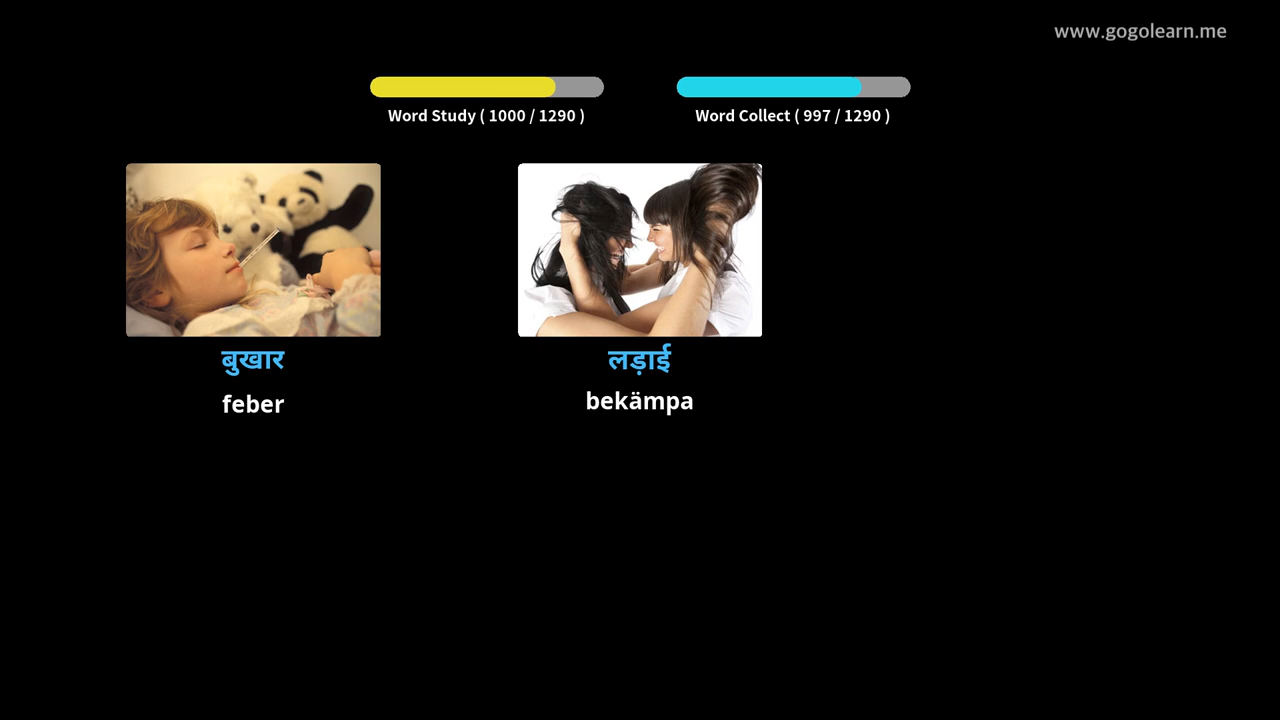 www.gogolearn.me
Word Study ( 1000 / 1290 )
Word Collect ( 997 / 1290 )
बुखार
feber
लड़ाई
bekämpa